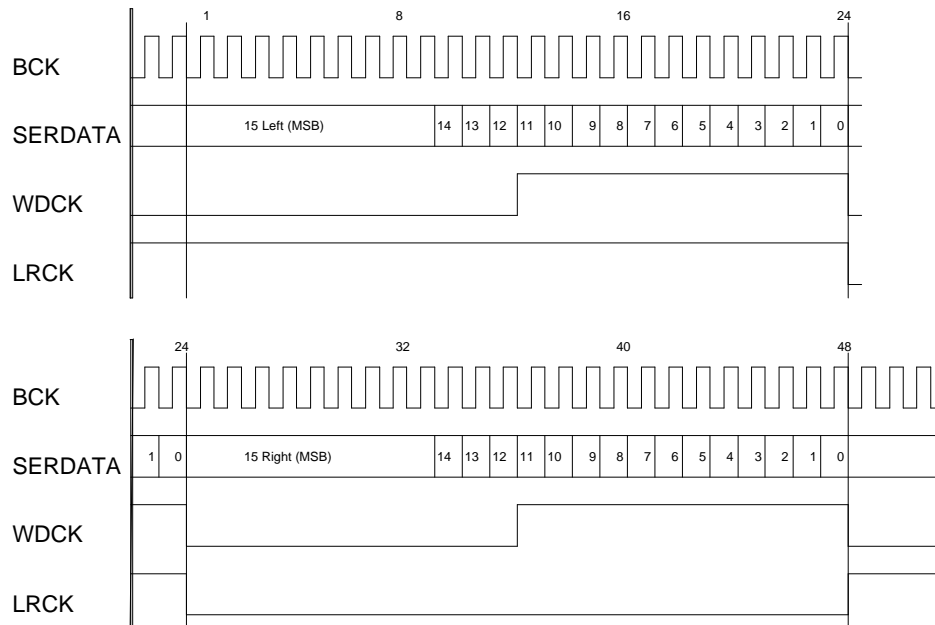 1 8 16 24
BCK
SERDATA 15 Left (MSB) 14 13 12 11 10 9 8 7 6 5 4 3 2 1 0
WDCK
LRCK
24 32 40 48
BCK
SERDATA 1 0 15 Right (MSB) 14 13 12 11 10 9 8 7 6 5 4 3 2 1 0
WDCK
LRCK